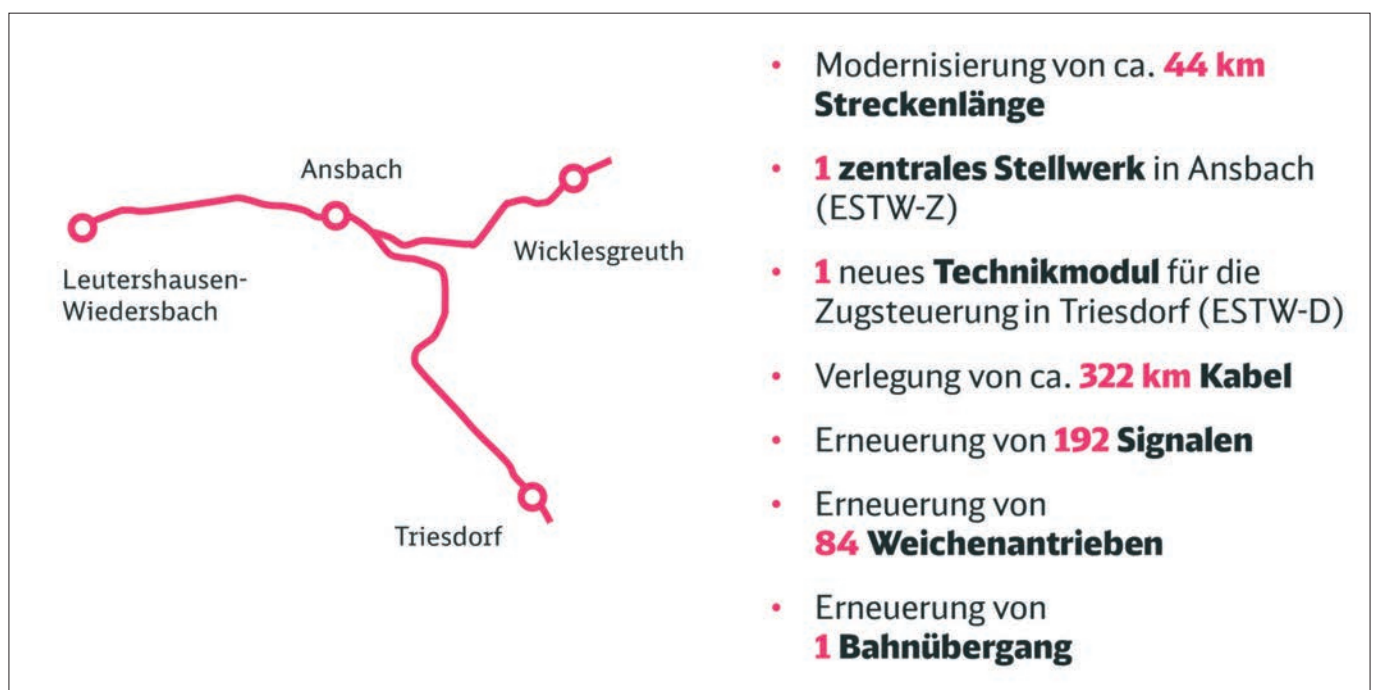 Ansbach
Wicklesgreuth
Leutershausen-
Wiedersbach
Triesdorf
• Modernisierung von ca. 44 km
Streckenlänge
• 1 zentrales Stellwerk in Ansbach
(ESTW-Z)
• 1 neues Technikmodul für die
Zugsteuerung in Triesdorf (ESTW-D)
• Verlegung von ca. 322 km Kabel
• Erneuerung von 192 Signalen
• Erneuerung von
84 Weichenantrieben
• Erneuerung von
1 Bahnübergang